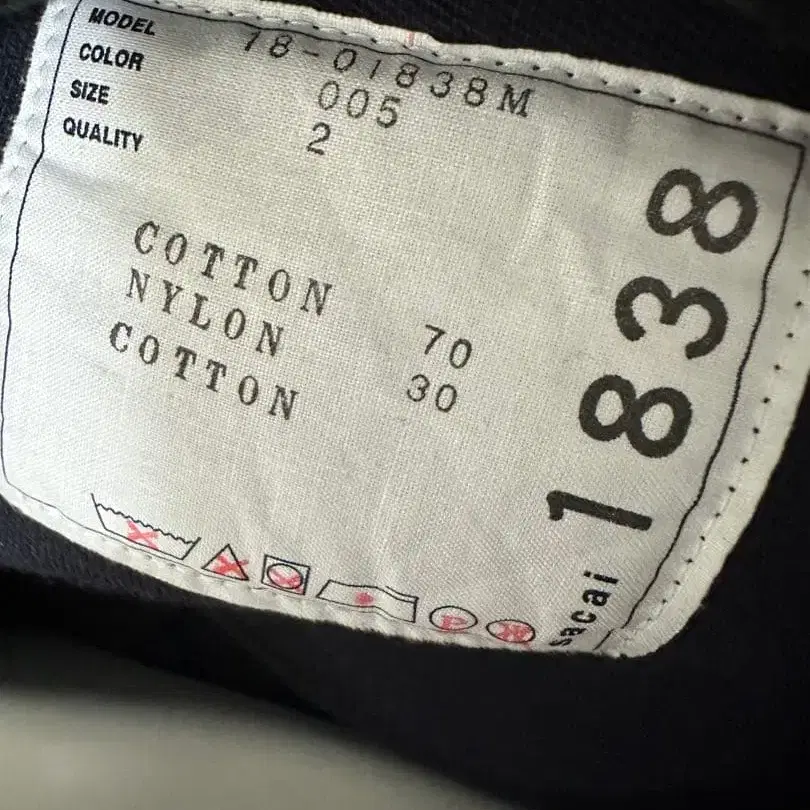 MODEL 18-01838M
COLOR 005
SIZE 2
QUALITY
COTTON 70
NYLON 30
COTTON
P
sacai 1838